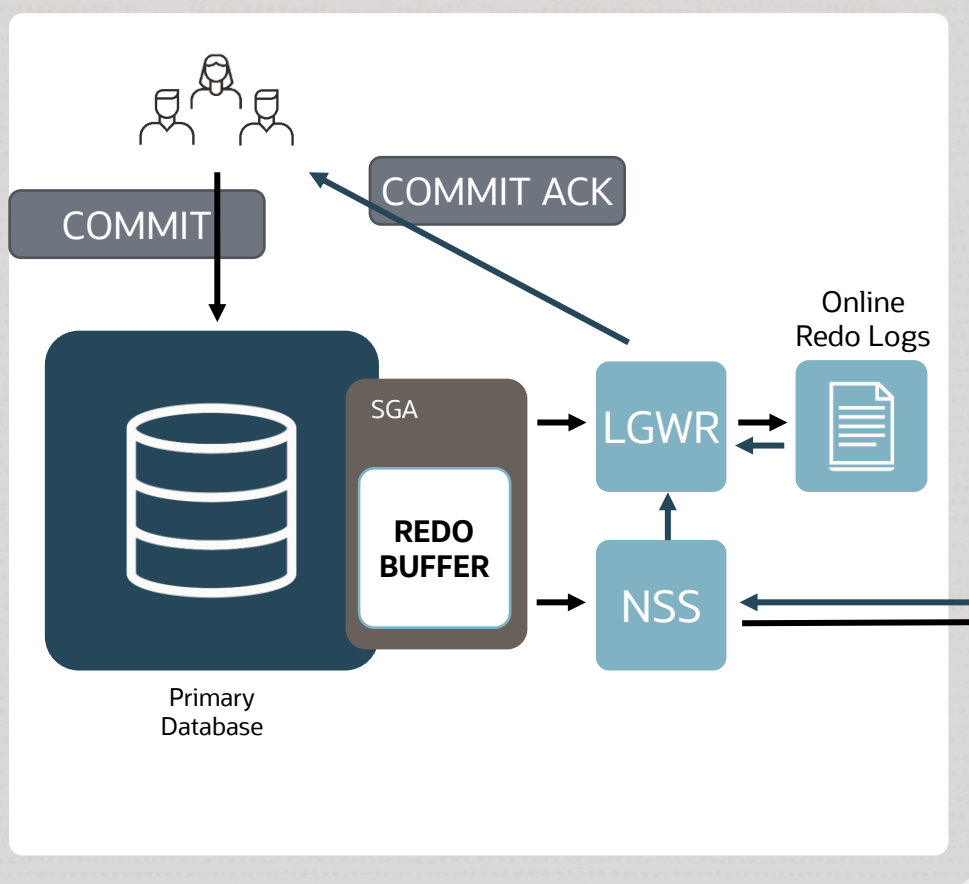 COMMIT
COMMIT ACK
Online
Redo Logs
SGA
LGWR
REDO
BUFFER
NSS
Primary
Database